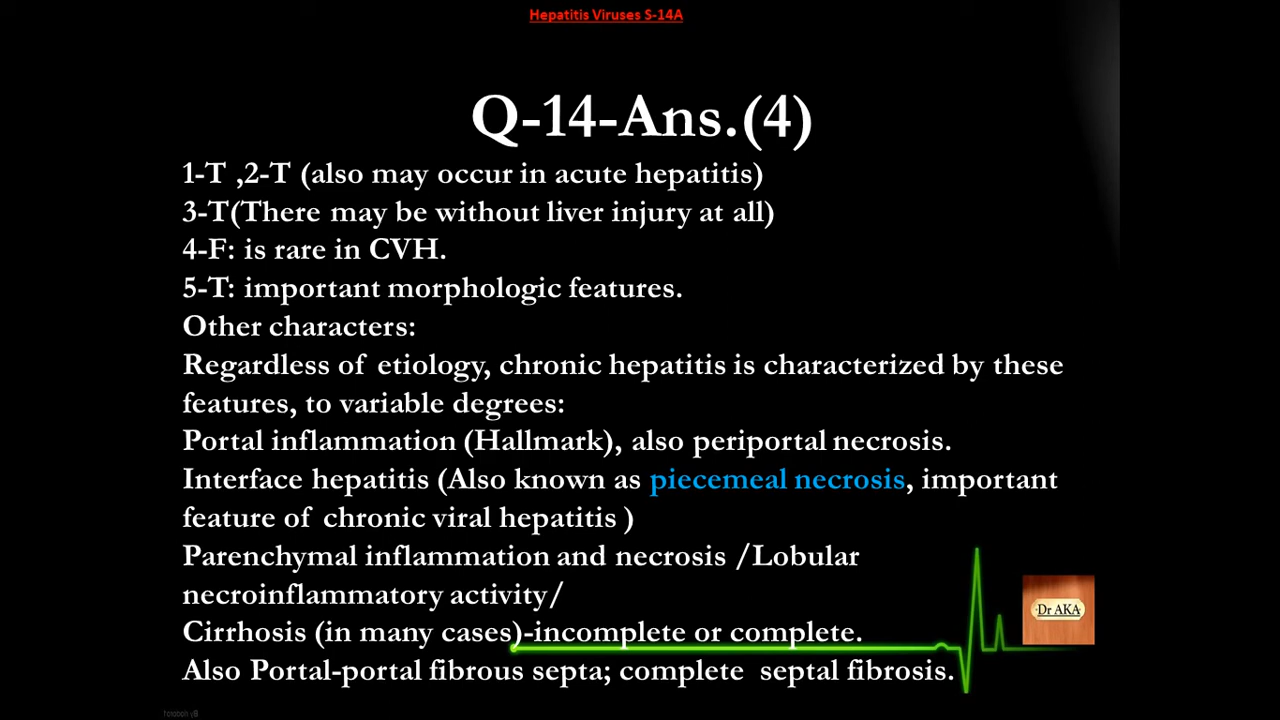 Hepatitis Viruses S-14A
Q-14-Ans.(4)
1-T ,2-T (also may occur in acute hepatitis)
3-T(There may be without liver injury at all)
4-F: is rare in CVH.
5-T: important morphologic features.
Other characters:
Regardless of etiology, chronic hepatitis is characterized by these
features, to variable degrees:
Portal inflammation (Hallmark), also periportal necrosis.
Interface hepatitis (Also known as piecemeal necrosis, important
feature of chronic viral hepatitis )
Parenchymal inflammation and necrosis /Lobular
necroinflammatory activity/
Dr AKA
Cirrhosis (in many cases)-incomplete or complete.
Also Portal-portal fibrous septa; complete septal fibrosis.